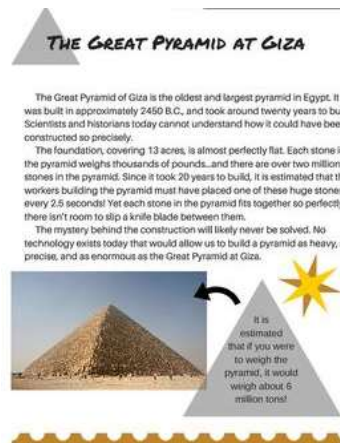 THE GREAT PYRAMID AT GIZA
The Great Pyramid of Giza is the oldest and largest pyramid in Egypt. It
was built in approximately 2450 B.C., and took around twenty years to bu
Scientists and historians today cannot understand how it could have bee
constructed so precisely.
The foundation, covering 13 acres, is almost perfectly flat. Each stone i
the pyramid weighs thousands of pounds...and there are over two million
stones in the pyramid. Since it took 20 years to build, it is estimated that th
workers building the pyramid must have placed one of these huge stone
every 2.5 seconds! Yet each stone in the pyramid fits together so perfectly
there isn't room to slip a knife blade between them.
The mystery behind the construction will likely never be solved. No
technology exists today that would allow us to build a pyramid as heavy,
precise, and as enormous as the Great Pyramid at Giza.
It is
estimated
that if you were
to weigh the
pyramid, it would
weigh about 6
million tons!